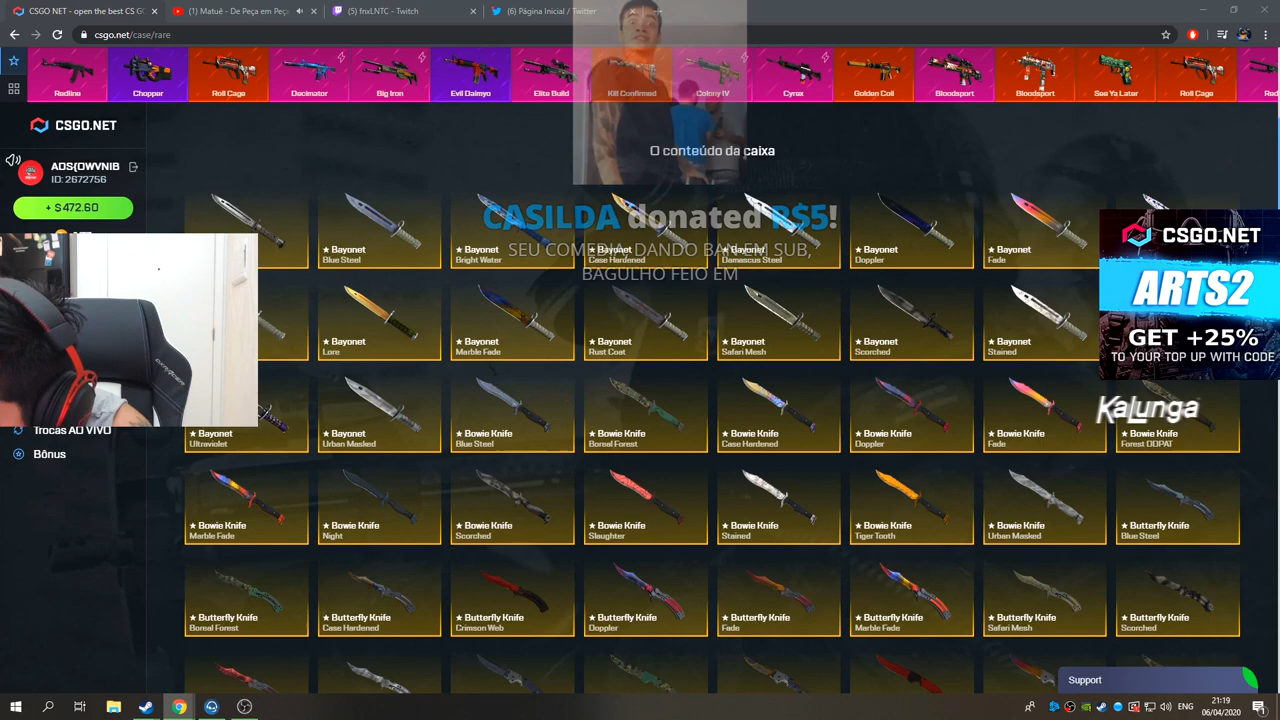 CSGO.NET - open the best CS GO
(1) Matuê - De Peça em Peç
(5) fnxLNTC - Twitch
(6) Página Inicial / Twitter
csgo.net/case/rare
Redline
Chopper
Roll Cage
Decimator
Big Iron
Evil Daimyo
Elite Build
Kill Confirmed
Colony IV
Cyrex
Golden Coil
Bloodsport
Bloodsport
See Ya Later
Roll Cage
CSGO.NET
ID: 2672756
+ $472.60
O conteúdo da caixa
CASILDA donated R$5!
SEU COMEDIA, DANDO BAN EM SUB,
BAGULHO FEIO EM
★ Bayonet
Blue Steel
★ Bayonet
Bright Water
★ Bayonet
Case Hardened
★ Bayonet
Damascus Steel
★ Bayonet
Doppler
★ Bayonet
Fade
CSGO.NET
ARTS2
GET +25%
TO YOUR TOP UP WITH CODE
Kalunga
★ Bayonet
Lore
★ Bayonet
Marble Fade
★ Bayonet
Rust Coat
★ Bayonet
Safari Mesh
★ Bayonet
Scorched
★ Bayonet
Stained
Trocas AO VIVO
Bônus
★ Bayonet
Ultraviolet
★ Bayonet
Urban Masked
★ Bowie Knife
Blue Steel
★ Bowie Knife
Boreal Forest
★ Bowie Knife
Case Hardened
★ Bowie Knife
Doppler
★ Bowie Knife
Fade
★ Bowie Knife
Forest DDPAT
★ Bowie Knife
Marble Fade
★ Bowie Knife
Night
★ Bowie Knife
Scorched
★ Bowie Knife
Slaughter
★ Bowie Knife
Stained
★ Bowie Knife
Tiger Tooth
★ Bowie Knife
Urban Masked
★ Butterfly Knife
Blue Steel
★ Butterfly Knife
Boreal Forest
★ Butterfly Knife
Case Hardened
★ Butterfly Knife
Crimson Web
★ Butterfly Knife
Doppler
★ Butterfly Knife
Fade
★ Butterfly Knife
Marble Fade
★ Butterfly Knife
Safari Mesh
★ Butterfly Knife
Scorched
Support
ENG
21:19
06/04/2020